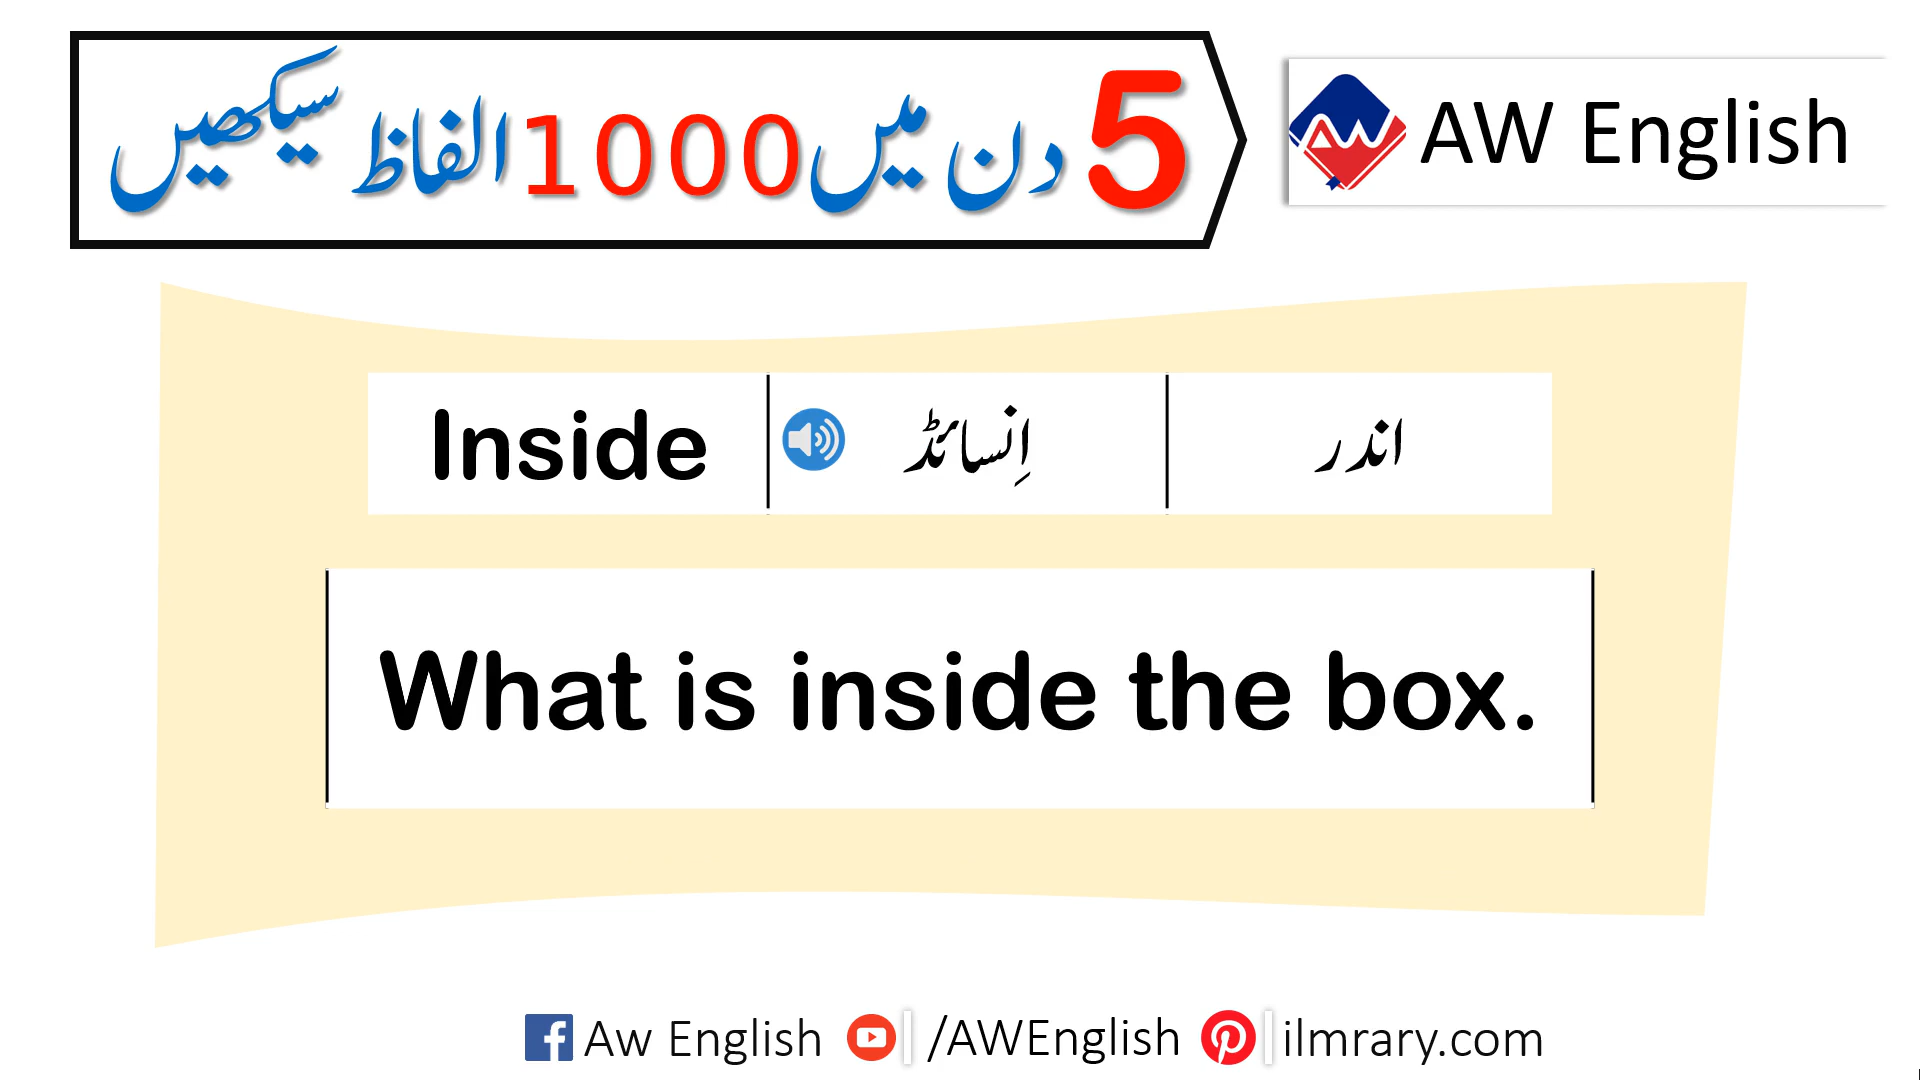 5 دن میں 1000 الفاظ سیکھیں
AW English
Inside اِنسائڈ اندر
What is inside the box.
Aw English /AWEnglish ilmrary.com